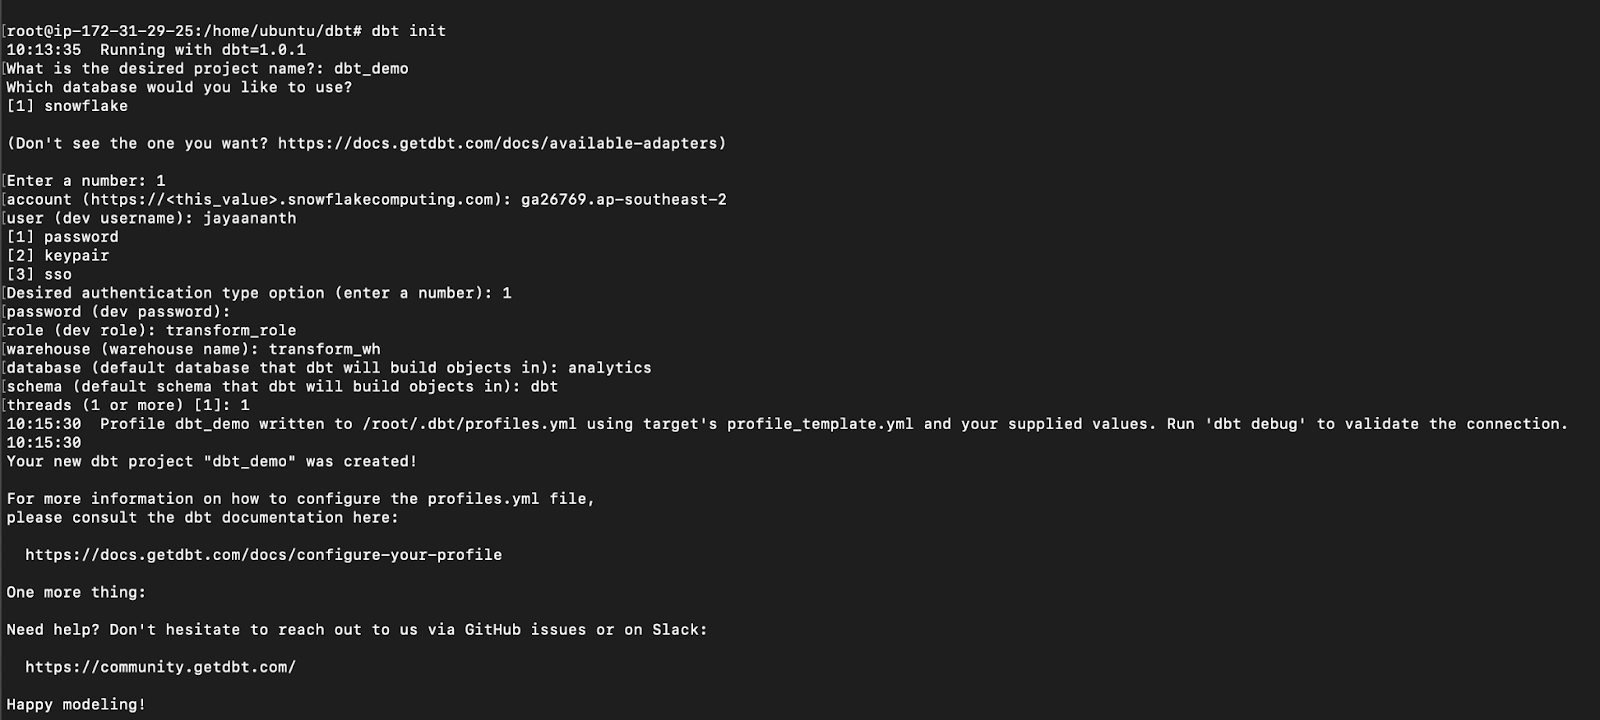 [root@ip-172-31-29-25:/home/ubuntu/dbt# dbt init
10:13:35  Running with dbt=1.0.1
[What is the desired project name?: dbt_demo
Which database would you like to use?
[1] snowflake

(Don't see the one you want? https://docs.getdbt.com/docs/available-adapters)

[Enter a number: 1
[account (https://<this_value>.snowflakecomputing.com): ga26769.ap-southeast-2
[user (dev username): jayaananth
[1] password
[2] keypair
[3] sso
[Desired authentication type option (enter a number): 1
[password (dev password):
[role (dev role): transform_role
[warehouse (warehouse name): transform_wh
[database (default database that dbt will build objects in): analytics
[schema (default schema that dbt will build objects in): dbt
[threads (1 or more) [1]: 1
10:15:30  Profile dbt_demo written to /root/.dbt/profiles.yml using target's profile_template.yml and your supplied values. Run 'dbt debug' to validate the connection.
10:15:30
Your new dbt project "dbt_demo" was created!

For more information on how to configure the profiles.yml file,
please consult the dbt documentation here:

  https://docs.getdbt.com/docs/configure-your-profile

One more thing:

Need help? Don't hesitate to reach out to us via GitHub issues or on Slack:

  https://community.getdbt.com/

Happy modeling!